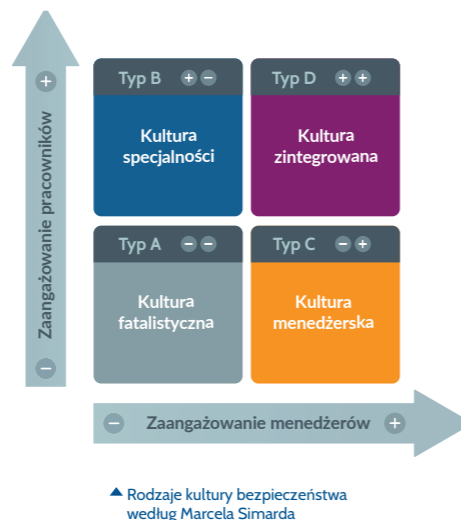 Zaangażowanie pracowników
+
−
Typ B + −
Kultura
specjalności
Typ D + +
Kultura
zintegrowana
Typ A − −
Kultura
fatalistyczna
Typ C − +
Kultura
menedżerska
− Zaangażowanie menedżerów +
Rodzaje kultury bezpieczeństwa
według Marcela Simarda